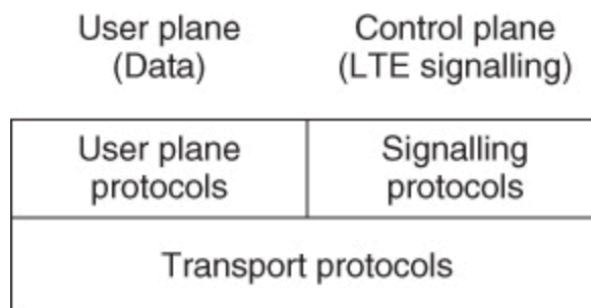 User plane
(Data)
Control plane
(LTE signalling)
User plane
protocols
Signalling
protocols
Transport protocols